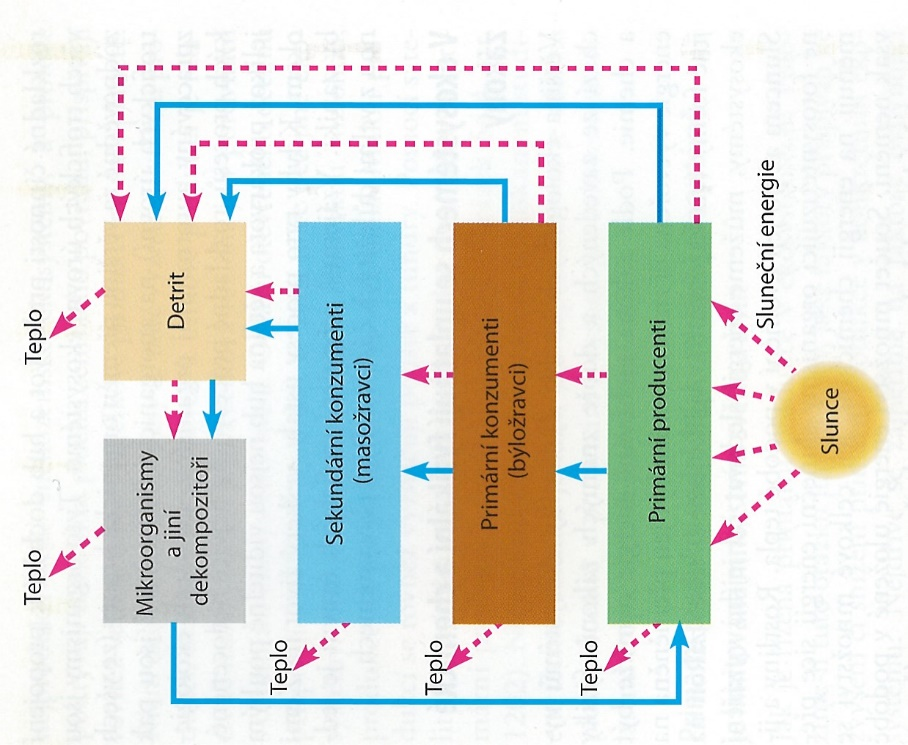 Teplo
Detrit
Teplo
Mikroorganismy
a jiní
dekompozitoři
Sekundární konzumenti
(masožravci)
Teplo
Primární konzumenti
(býložravci)
Teplo
Primární producenti
Teplo
Sluneční energie
Slunce